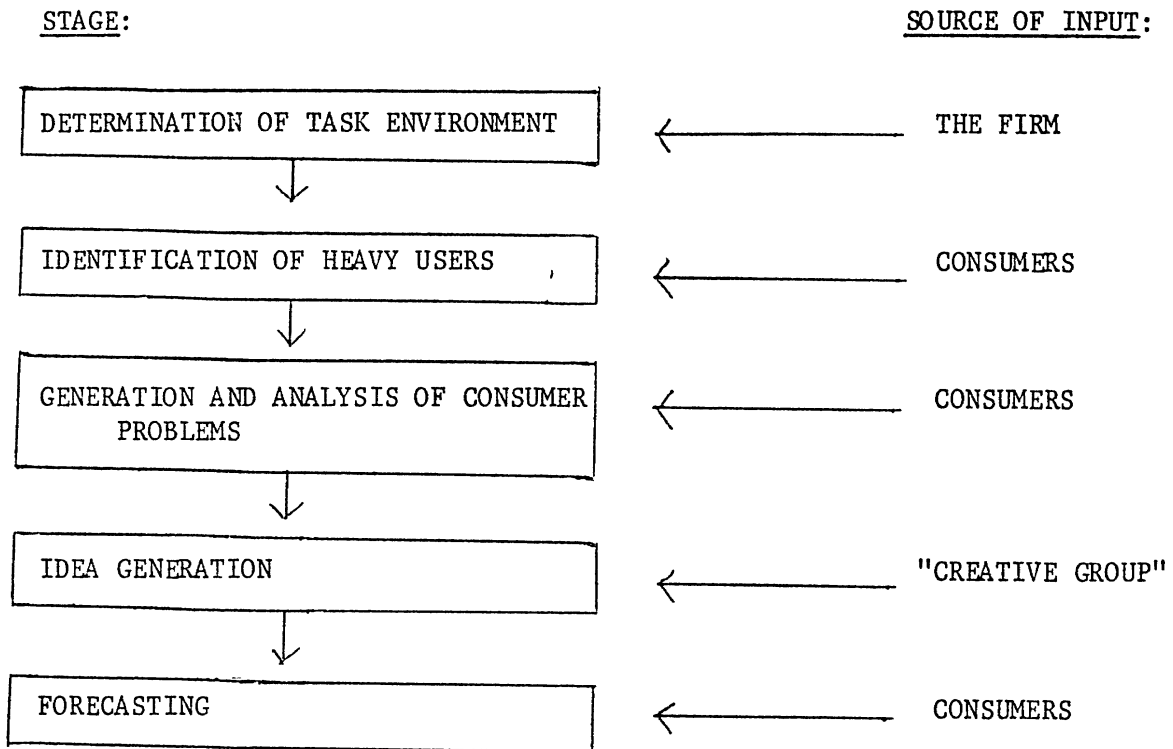 STAGE: SOURCE OF INPUT:
DETERMINATION OF TASK ENVIRONMENT THE FIRM
IDENTIFICATION OF HEAVY USERS CONSUMERS
GENERATION AND ANALYSIS OF CONSUMER CONSUMERS
PROBLEMS
IDEA GENERATION "CREATIVE GROUP"
FORECASTING CONSUMERS